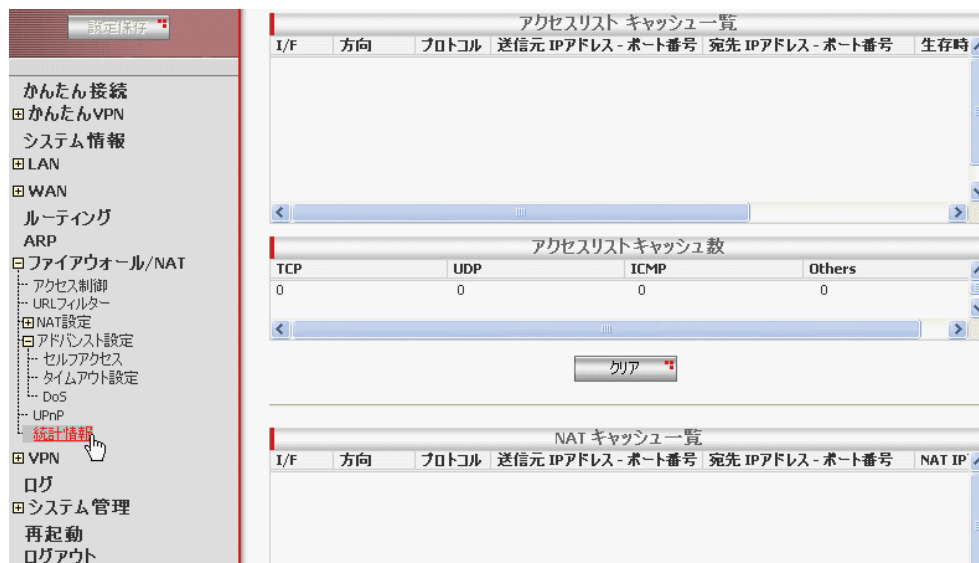 設定保存
かんたん接続
かんたんVPN
システム情報
LAN
WAN
ルーティング
ARP
ファイアウォール/NAT
アクセス制御
URLフィルター
NAT設定
アドバンスト設定
セルフアクセス
タイムアウト設定
DoS
UPnP
統計情報
VPN
ログ
システム管理
再起動
ログアウト
アクセスリスト キャッシュ一覧
I/F 方向 プロトコル 送信元 IPアドレス - ポート番号 宛先 IPアドレス - ポート番号 生存時
アクセスリストキャッシュ数
TCP UDP ICMP Others
0 0 0 0
クリア
NAT キャッシュ一覧
I/F 方向 プロトコル 送信元 IPアドレス - ポート番号 宛先 IPアドレス - ポート番号 NAT IP